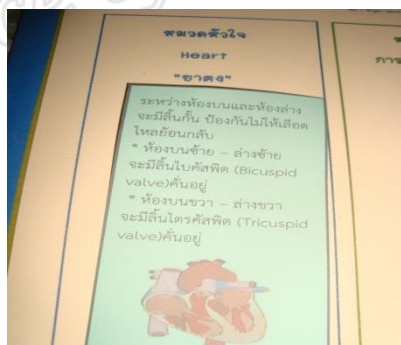 หมวดหัวใจ
Heart
"ยาตง"
ระหว่างห้องบนและห้องล่าง
จะมีลิ้นกั้น ป้องกันไม่ให้เลือด
ไหลย้อนกลับ
* ห้องบนซ้าย – ล่างซ้าย
จะมีลิ้นไบคัสพิด (Bicuspid
valve)คั่นอยู่
* ห้องบนขวา – ล่างขวา
จะมีลิ้นไตรคัสพิด (Tricuspid
valve)คั่นอยู่